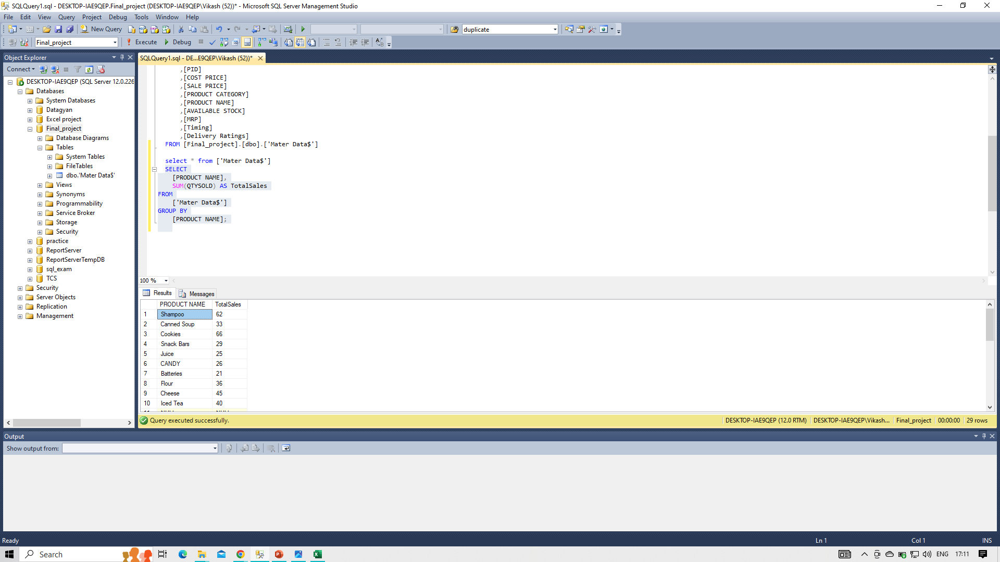 SQLQuery1.sql - DESKTOP-IAE9QEP.Final_project (DESKTOP-IAE9QEP\Vikash (52))* - Microsoft SQL Server Management Studio
File Edit View Query Project Debug Tools Window Help
New Query duplicate
Final_project Execute Debug
Object Explorer
Connect
DESKTOP-IAE9QEP (SQL Server 12.0.226
Databases
System Databases
Datagyan
Excel project
Final_project
Database Diagrams
Tables
System Tables
FileTables
dbo.'Mater Data$'
Views
Synonyms
Programmability
Service Broker
Storage
Security
practice
ReportServer
ReportServerTempDB
sql_exam
TCS
Security
Server Objects
Replication
Management
SQLQuery1.sql - DE...E9QEP\Vikash (52))*
,[PID]
,[COST PRICE]
,[SALE PRICE]
,[PRODUCT CATEGORY]
,[PRODUCT NAME]
,[AVAILABLE STOCK]
,[MRP]
,[Timing]
,[Delivery Ratings]
FROM [Final_project].[dbo].['Mater Data$']
select * from ['Mater Data$']
SELECT
[PRODUCT NAME],
SUM(QTYSOLD) AS TotalSales
FROM
['Mater Data$']
GROUP BY
[PRODUCT NAME];
100 %
Results Messages
PRODUCT NAME TotalSales
1 Shampoo 62
2 Canned Soup 33
3 Cookies 66
4 Snack Bars 29
5 Juice 25
6 CANDY 26
7 Batteries 21
8 Flour 36
9 Cheese 45
10 Iced Tea 40
Query executed successfully. DESKTOP-IAE9QEP (12.0 RTM) DESKTOP-IAE9QEP\Vikash... Final_project 00:00:00 29 rows
Output
Show output from:
Ready Ln 1 Col 1 INS
Search ENG 17:11